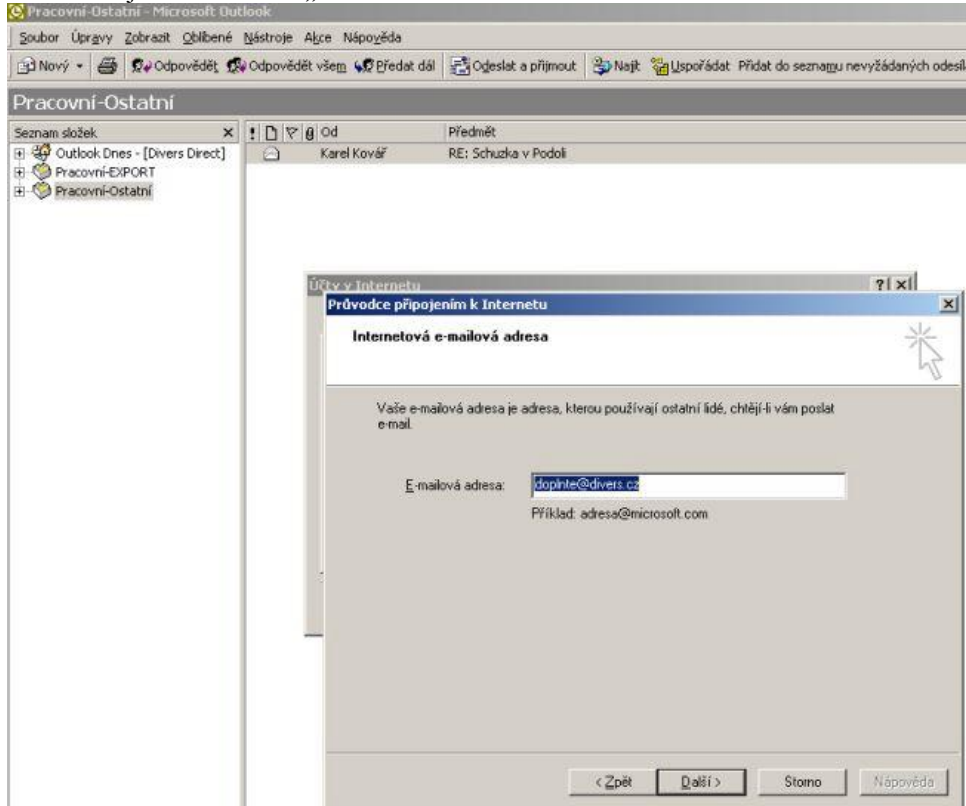 Pracovní-Ostatní - Microsoft Outlook
Soubor Úpravy Zobrazit Oblíbené Nástroje Akce Nápověda
Nový Odpovědět Odpovědět všem Předat dál Odeslat a přijmout Najít Uspořádat Přidat do seznamu nevyžádaných odesíl
Pracovní-Ostatní
Seznam složek Od Předmět
Outlook Dnes - [Divers Direct] Karel Kovář RE: Schuzka v Podoli
Pracovní-EXPORT
Pracovní-Ostatní
Účty v Internetu
Průvodce připojením k Internetu
Internetová e-mailová adresa
Vaše e-mailová adresa je adresa, kterou používají ostatní lidé, chtějí-li vám poslat
e-mail.
E-mailová adresa: doplnte@divers.cz
Příklad: adresa@microsoft.com
< Zpět Další > Storno Nápověda